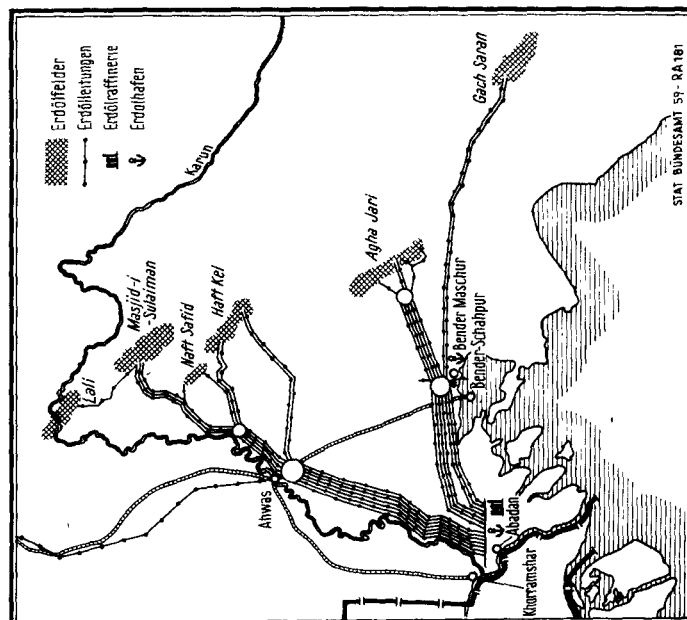 Erdölfelder
Erdölleitungen
Erdölraffinerie
Erdölhafen
Karun
Lali
Masjid-i
-Sulaiman
Naft Safid
Haft Kel
Agha Jari
Gach Saran
Ahwas
Bender Maschur
Bender-Schahpur
Abadan
Khorramshar
STAT BUNDESAMT 59-RA 181